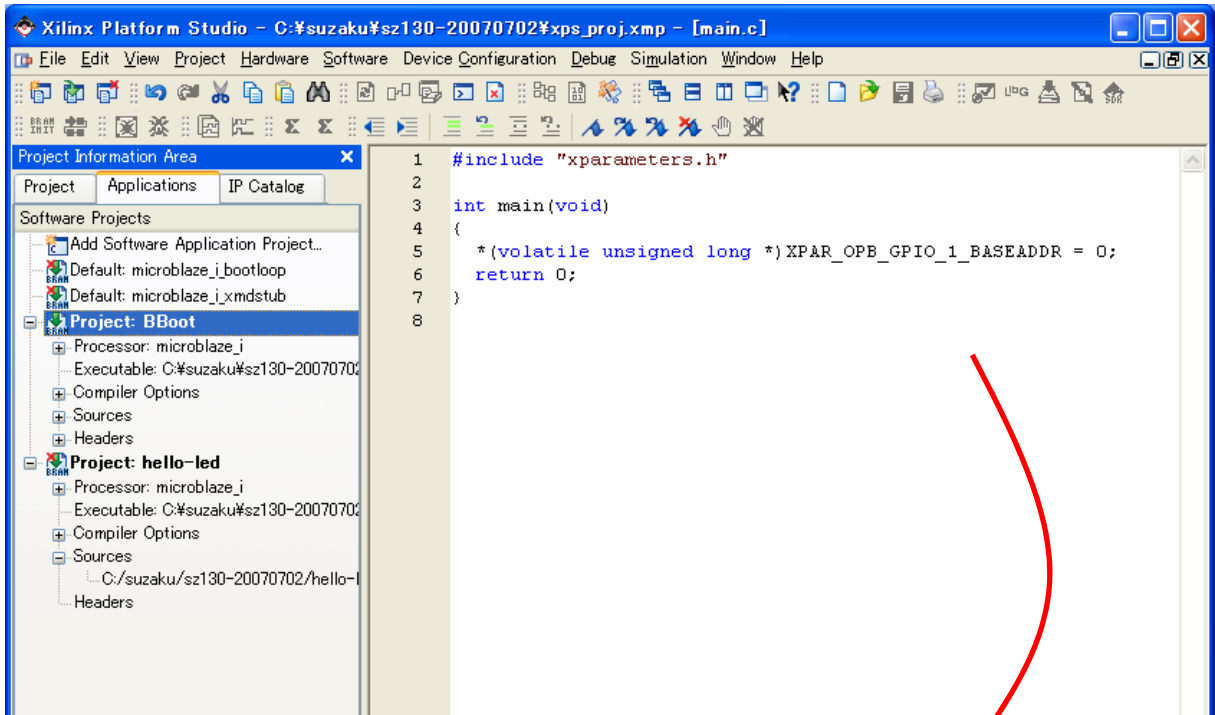 Xilinx Platform Studio - C:¥suzaku¥sz130-20070702¥xps_proj.xmp - [main.c]
File Edit View Project Hardware Software Device Configuration Debug Simulation Window Help
BRAM INIT
SDR
Project Information Area
Project Applications IP Catalog
Software Projects
Add Software Application Project...
Default: microblaze_i_bootloop
Default: microblaze_i_xmdstub
Project: BBoot
Processor: microblaze_i
Executable: C:¥suzaku¥sz130-20070702
Compiler Options
Sources
Headers
Project: hello-led
Processor: microblaze_i
Executable: C:¥suzaku¥sz130-20070702
Compiler Options
Sources
C:/suzaku/sz130-20070702/hello-l
Headers
1 #include "xparameters.h"
2
3 int main(void)
4 {
5 *(volatile unsigned long *)XPAR_OPB_GPIO_1_BASEADDR = 0;
6 return 0;
7 }
8